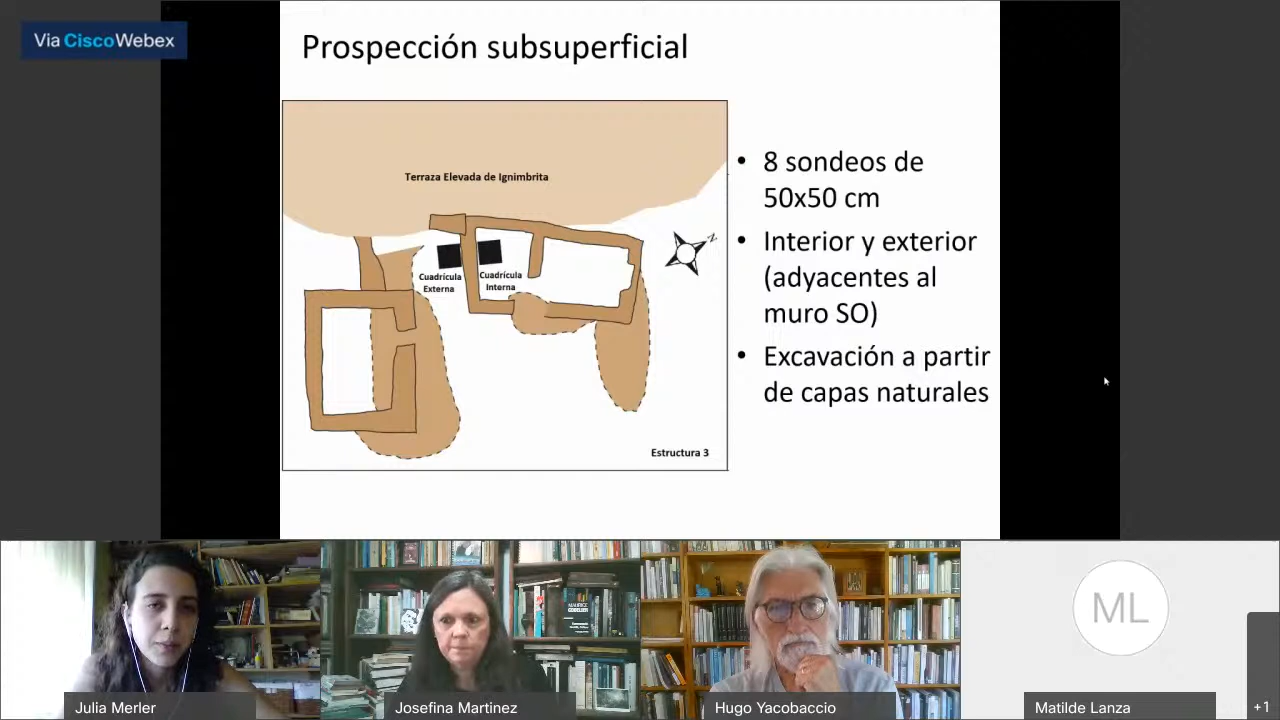 Via CiscoWebex
Prospección subsuperficial
Terraza Elevada de Ignimbrita
N
Cuadrícula
Externa
Cuadrícula
Interna
Estructura 3
• 8 sondeos de
50x50 cm
• Interior y exterior
(adyacentes al
muro SO)
• Excavación a partir
de capas naturales
MAURICE
GODELIER
ML
Julia Merler
Josefina Martinez
Hugo Yacobaccio
Matilde Lanza
+1